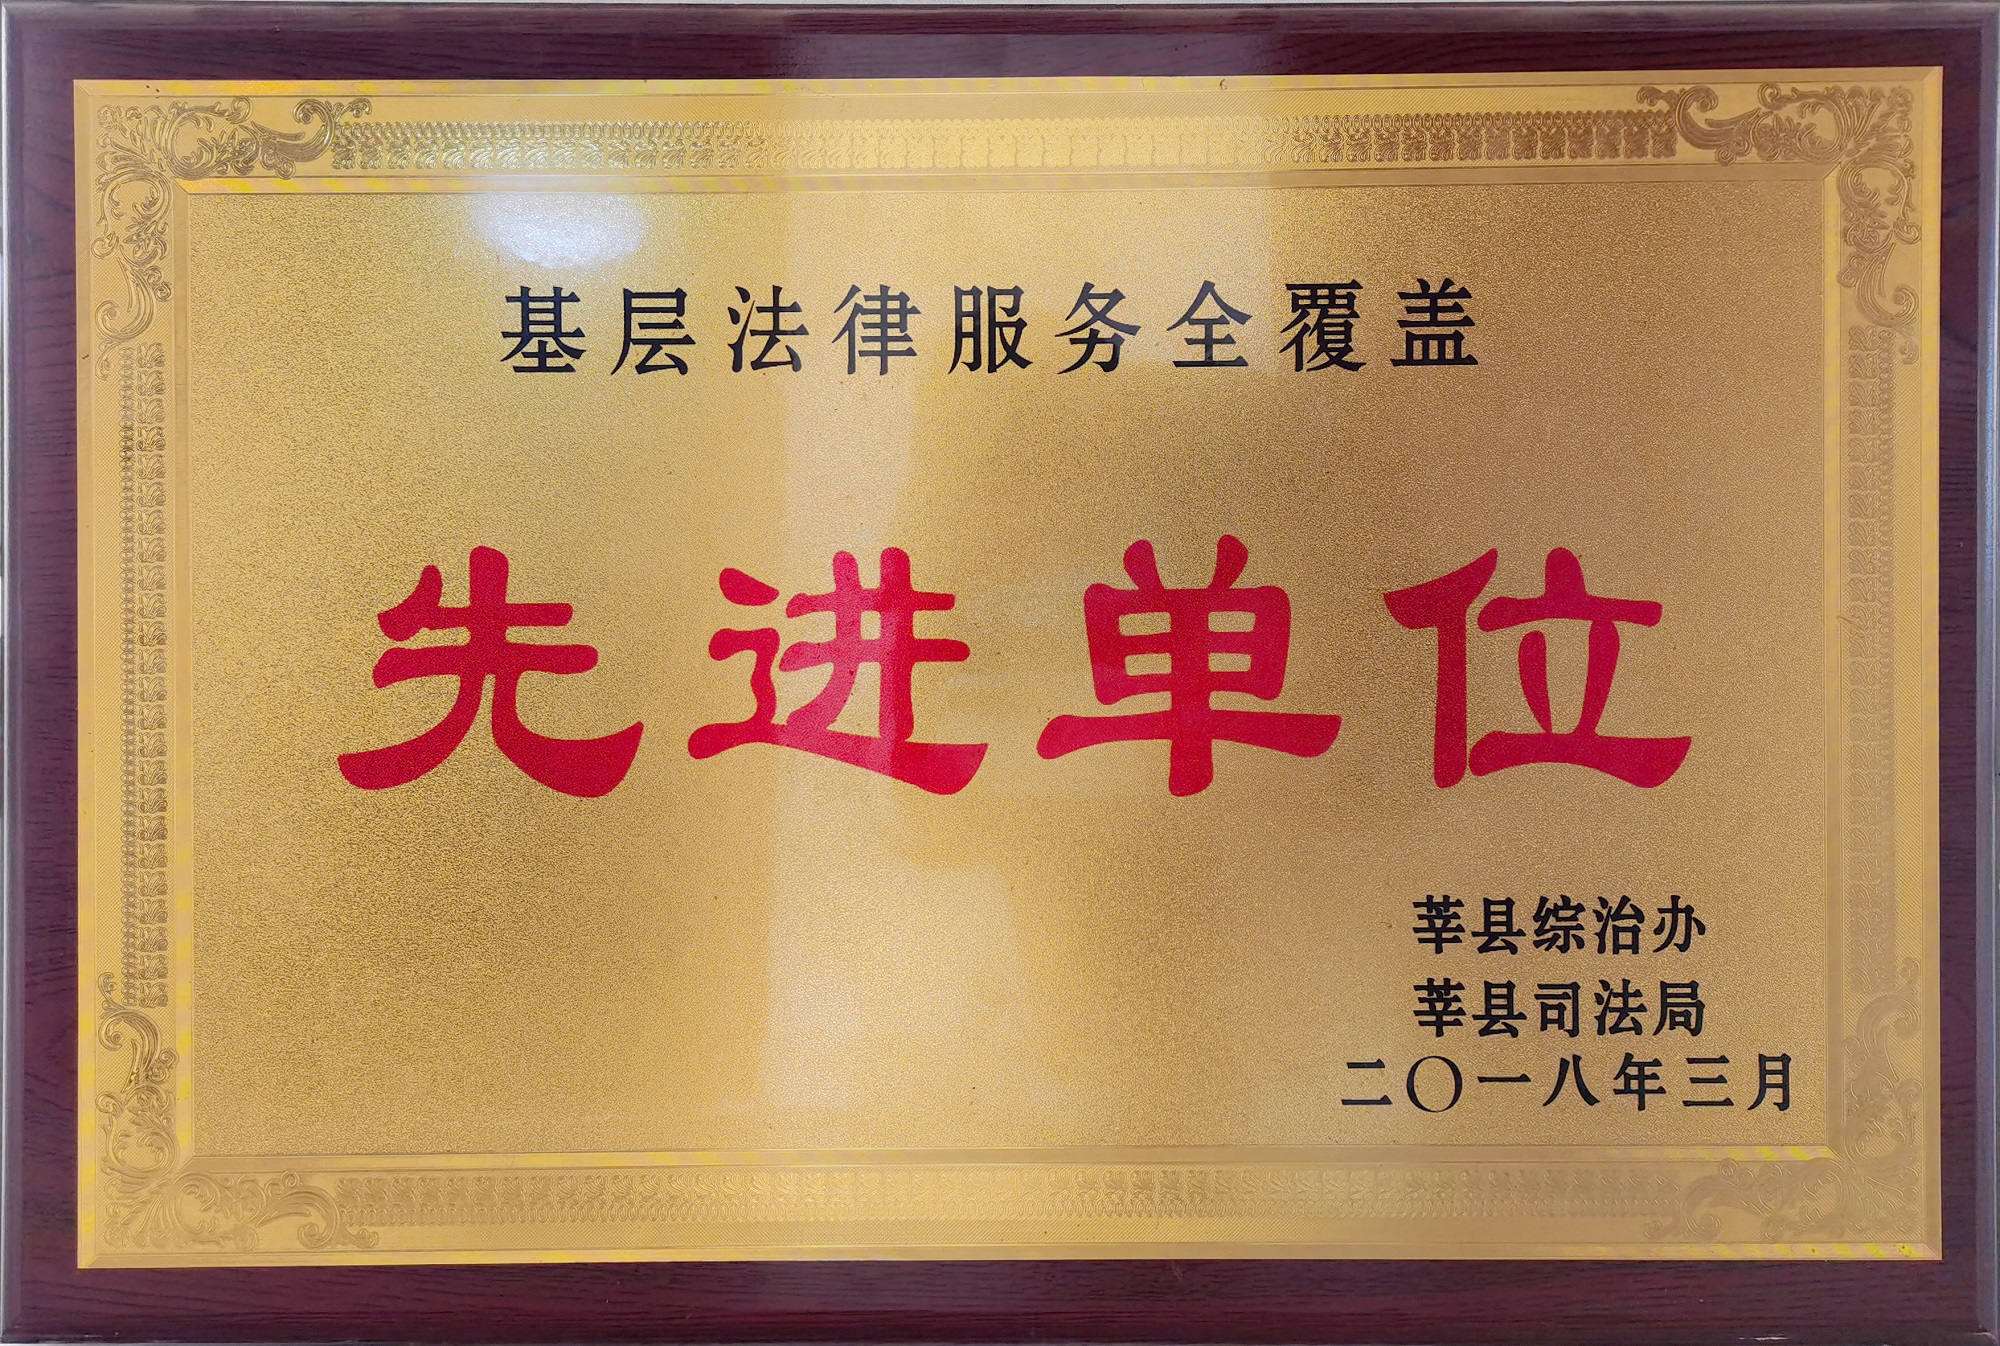 基层法律服务全覆盖
先进单位
莘县综治办
莘县司法局
二〇一八年三月